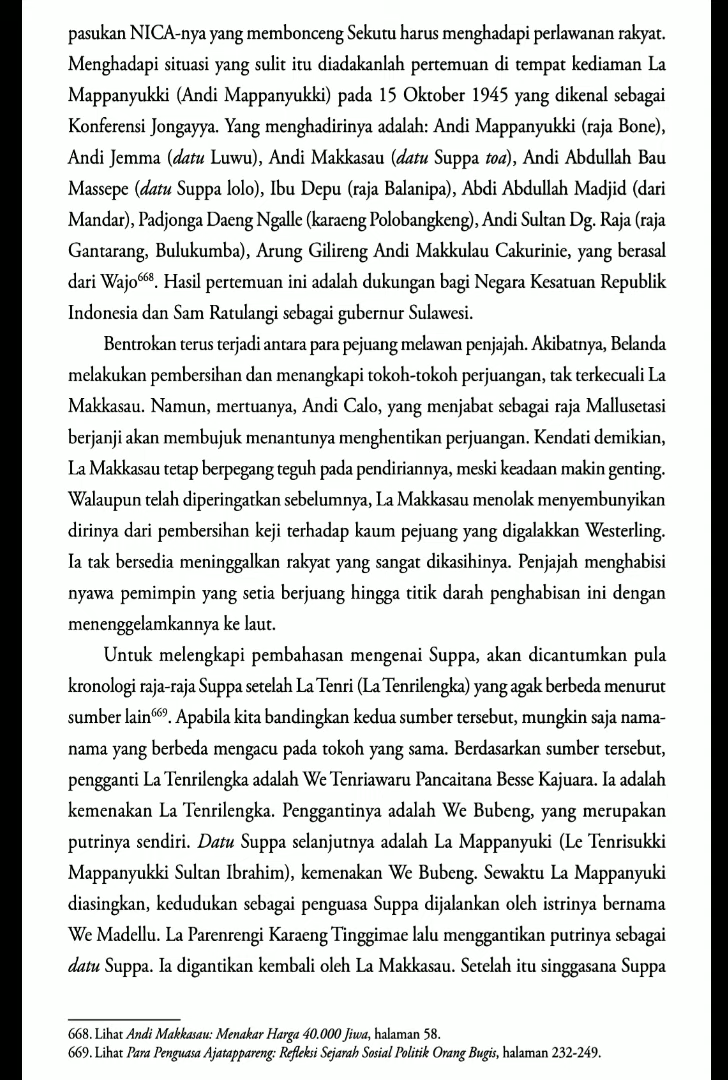 pasukan NICA-nya yang membonceng Sekutu harus menghadapi perlawanan rakyat.
Menghadapi situasi yang sulit itu diadakanlah pertemuan di tempat kediaman La
Mappanyukki (Andi Mappanyukki) pada 15 Oktober 1945 yang dikenal sebagai
Konferensi Jongayya. Yang menghadirinya adalah: Andi Mappanyukki (raja Bone),
Andi Jemma (datu Luwu), Andi Makkasau (datu Suppa toa), Andi Abdullah Bau
Massepe (datu Suppa lolo), Ibu Depu (raja Balanipa), Abdi Abdullah Madjid (dari
Mandar), Padjonga Daeng Ngalle (karaeng Polobangkeng), Andi Sultan Dg. Raja (raja
Gantarang, Bulukumba), Arung Gilireng Andi Makkulau Cakurinie, yang berasal
dari Wajo⁶⁶⁸. Hasil pertemuan ini adalah dukungan bagi Negara Kesatuan Republik
Indonesia dan Sam Ratulangi sebagai gubernur Sulawesi.
Bentrokan terus terjadi antara para pejuang melawan penjajah. Akibatnya, Belanda
melakukan pembersihan dan menangkapi tokoh-tokoh perjuangan, tak terkecuali La
Makkasau. Namun, mertuanya, Andi Calo, yang menjabat sebagai raja Mallusetasi
berjanji akan membujuk menantunya menghentikan perjuangan. Kendati demikian,
La Makkasau tetap berpegang teguh pada pendiriannya, meski keadaan makin genting.
Walaupun telah diperingatkan sebelumnya, La Makkasau menolak menyembunyikan
dirinya dari pembersihan keji terhadap kaum pejuang yang digalakkan Westerling.
Ia tak bersedia meninggalkan rakyat yang sangat dikasihinya. Penjajah menghabisi
nyawa pemimpin yang setia berjuang hingga titik darah penghabisan ini dengan
menenggelamkannya ke laut.
Untuk melengkapi pembahasan mengenai Suppa, akan dicantumkan pula
kronologi raja-raja Suppa setelah La Tenri (La Tenrilengka) yang agak berbeda menurut
sumber lain⁶⁶⁹. Apabila kita bandingkan kedua sumber tersebut, mungkin saja nama-
nama yang berbeda mengacu pada tokoh yang sama. Berdasarkan sumber tersebut,
pengganti La Tenrilengka adalah We Tenriawaru Pancaitana Besse Kajuara. Ia adalah
kemenakan La Tenrilengka. Penggantinya adalah We Bubeng, yang merupakan
putrinya sendiri. Datu Suppa selanjutnya adalah La Mappanyuki (Le Tenrisukki
Mappanyukki Sultan Ibrahim), kemenakan We Bubeng. Sewaktu La Mappanyuki
diasingkan, kedudukan sebagai penguasa Suppa dijalankan oleh istrinya bernama
We Madellu. La Parenrengi Karaeng Tinggimae lalu menggantikan putrinya sebagai
datu Suppa. Ia digantikan kembali oleh La Makkasau. Setelah itu singgasana Suppa
668. Lihat Andi Makkasau: Menakar Harga 40.000 Jiwa, halaman 58.
669. Lihat Para Penguasa Ajatappareng: Refleksi Sejarah Sosial Politik Orang Bugis, halaman 232-249.